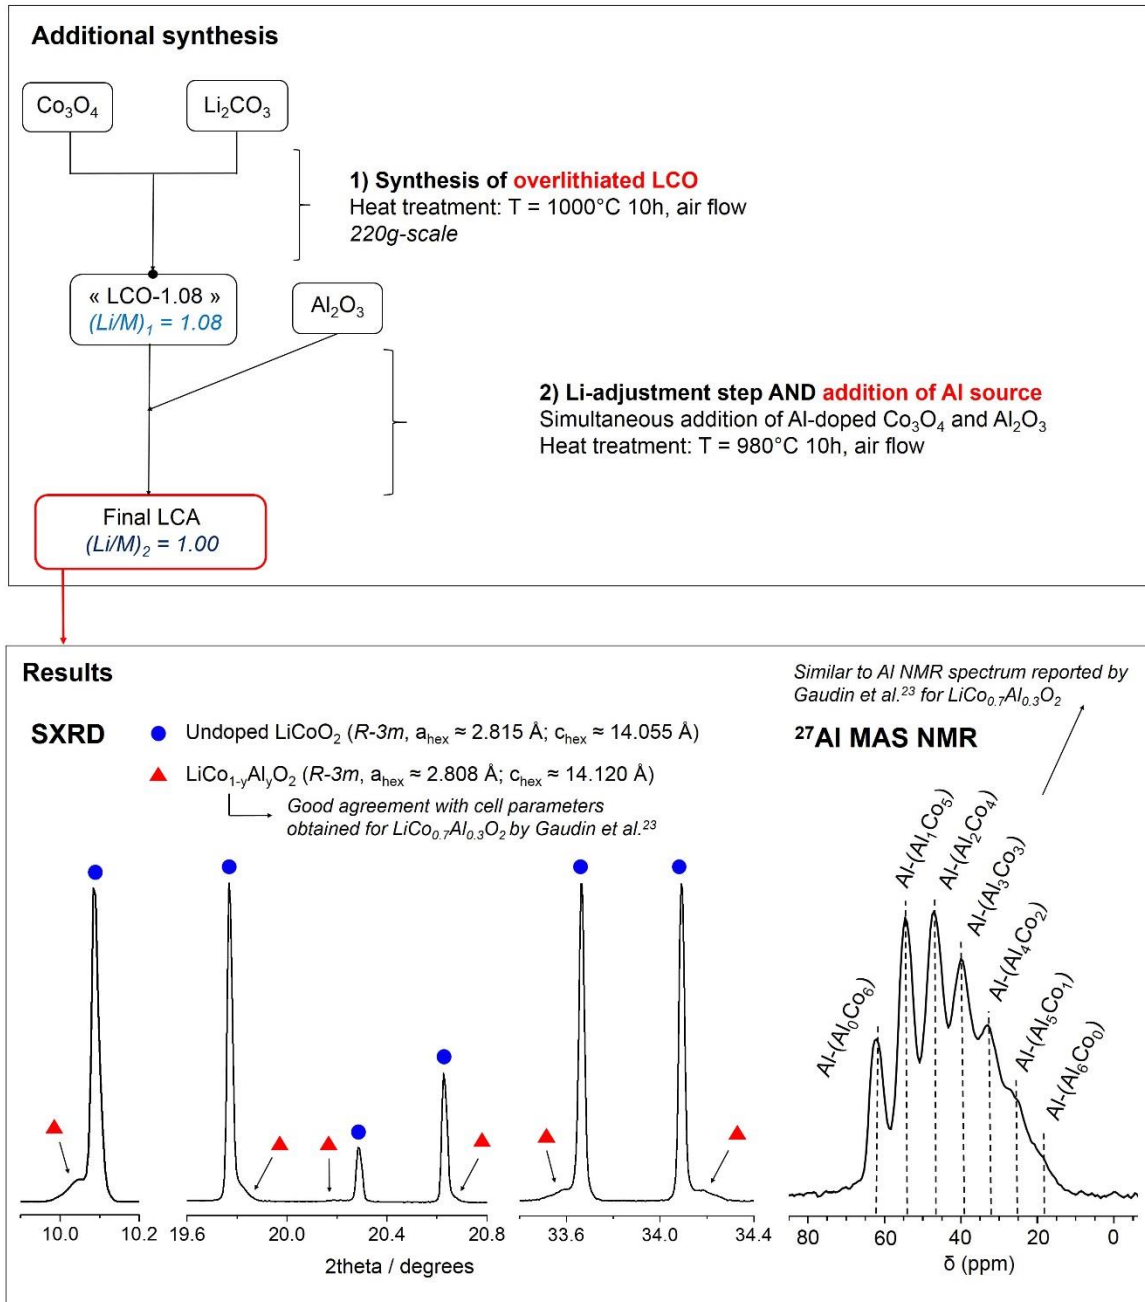 Additional synthesis
Co₃O₄
Li₂CO₃
1) Synthesis of overlithiated LCO
Heat treatment: T = 1000°C 10h, air flow
220g-scale
« LCO-1.08 »
(Li/M)₁ = 1.08
Al₂O₃
2) Li-adjustment step AND addition of Al source
Simultaneous addition of Al-doped Co₃O₄ and Al₂O₃
Heat treatment: T = 980°C 10h, air flow
Final LCA
(Li/M)₂ = 1.00
Results
Similar to Al NMR spectrum reported by
Gaudin et al.²³ for LiCo₀.₇Al₀.₃O₂
SXRD
Undoped LiCoO₂ (R-3m, aₕₑₓ ≈ 2.815 Å; cₕₑₓ ≈ 14.055 Å)
LiCo₁₋yAlyO₂ (R-3m, aₕₑₓ ≈ 2.808 Å; cₕₑₓ ≈ 14.120 Å)
Good agreement with cell parameters
obtained for LiCo₀.₇Al₀.₃O₂ by Gaudin et al.²³
²⁷Al MAS NMR
Al-(Al₀Co₆)
Al-(Al₁Co₅)
Al-(Al₂Co₄)
Al-(Al₃Co₃)
Al-(Al₄Co₂)
Al-(Al₅Co₁)
Al-(Al₆Co₀)
10.0 10.2
19.6 20.0 20.4 20.8
33.6 34.0 34.4
2theta / degrees
80 60 40 20 0
δ (ppm)